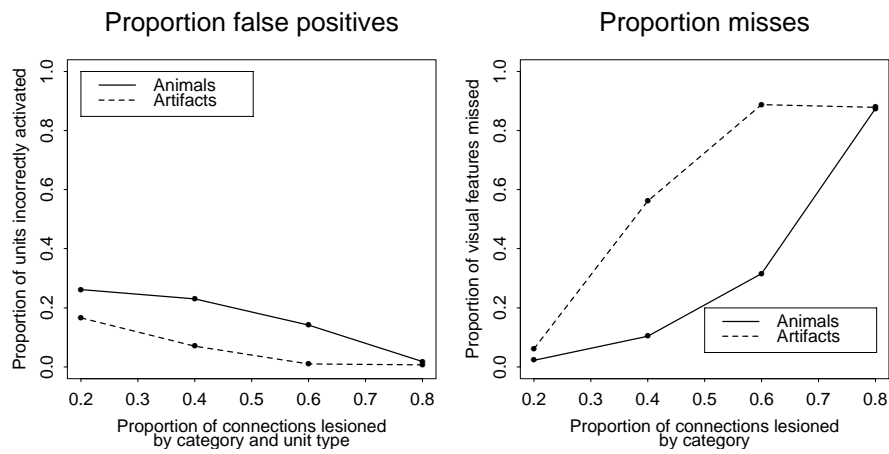 Proportion false positives
Proportion of units incorrectly activated
0.0 0.2 0.4 0.6 0.8 1.0
Animals
Artifacts
0.2 0.3 0.4 0.5 0.6 0.7 0.8
Proportion of connections lesioned
by category and unit type
Proportion misses
Proportion of visual features missed
0.0 0.2 0.4 0.6 0.8 1.0
Animals
Artifacts
0.2 0.3 0.4 0.5 0.6 0.7 0.8
Proportion of connections lesioned
by category